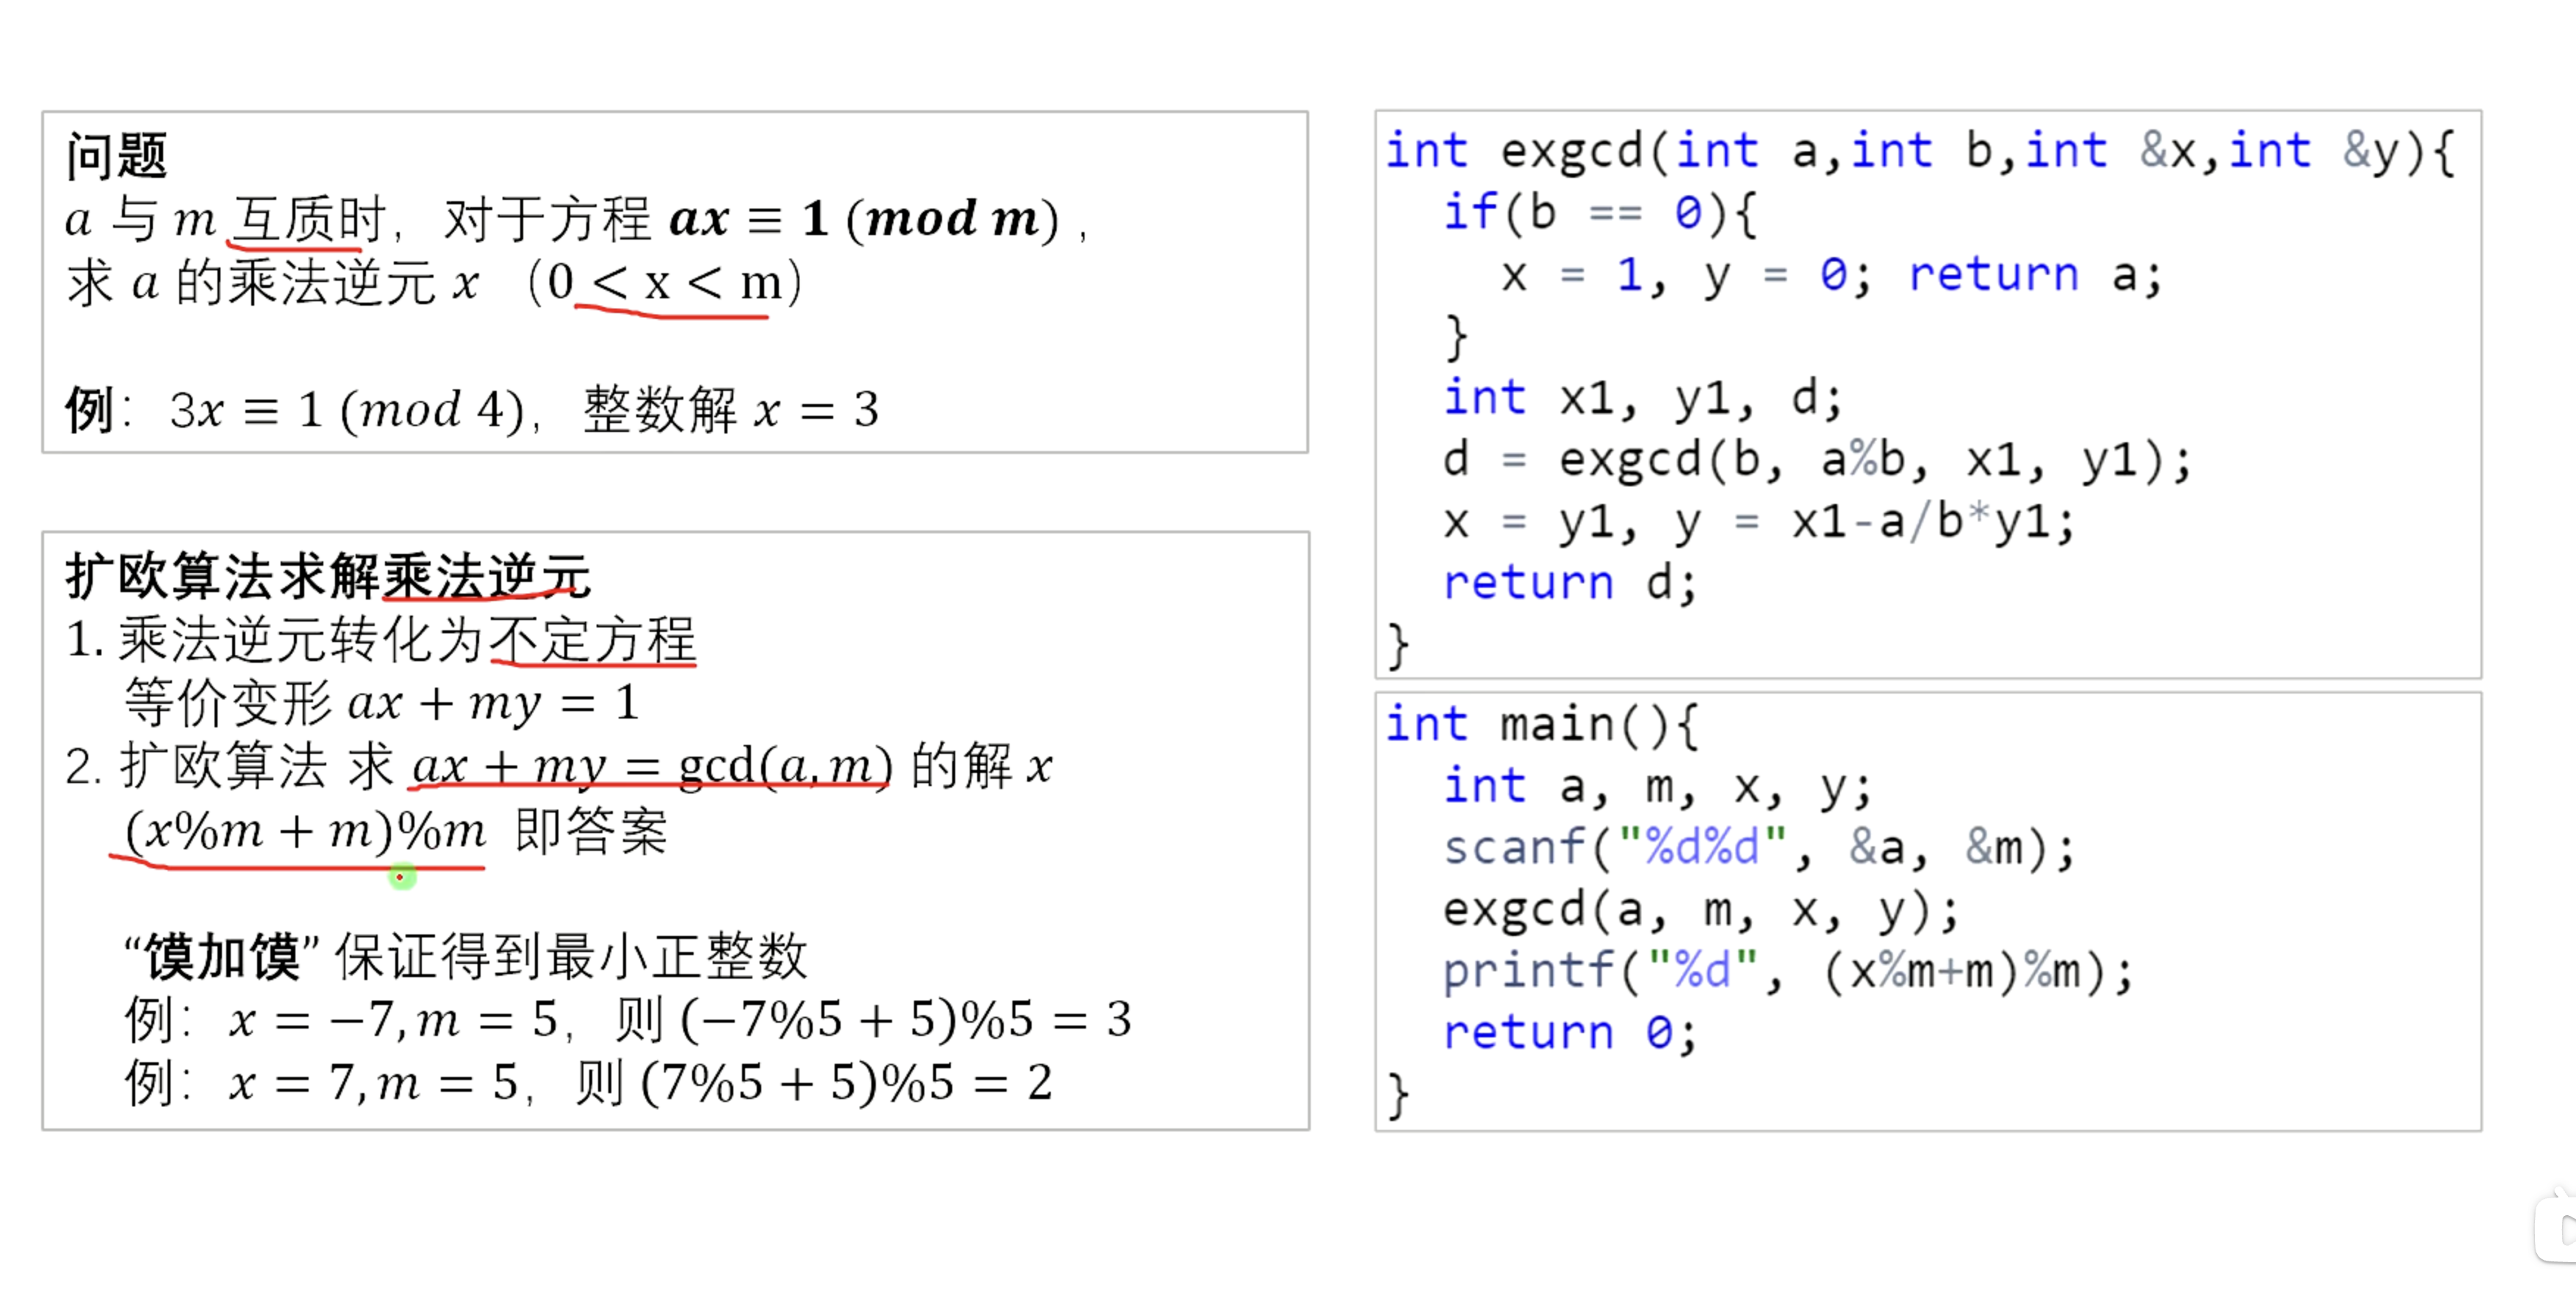 问题
a 与 m 互质时，对于方程 ax ≡ 1 (mod m) ，
求 a 的乘法逆元 x （0 < x < m）
例：3x ≡ 1 (mod 4)，整数解 x = 3
扩欧算法求解乘法逆元
1. 乘法逆元转化为不定方程
等价变形 ax + my = 1
2. 扩欧算法 求 ax + my = gcd(a, m) 的解 x
(x%m + m)%m 即答案
“馍加馍” 保证得到最小正整数
例：x = −7, m = 5，则 (−7%5 + 5)%5 = 3
例：x = 7, m = 5，则 (7%5 + 5)%5 = 2
int exgcd(int a,int b,int &x,int &y){
if(b == 0){
x = 1, y = 0; return a;
}
int x1, y1, d;
d = exgcd(b, a%b, x1, y1);
x = y1, y = x1-a/b*y1;
return d;
}
int main(){
int a, m, x, y;
scanf("%d%d", &a, &m);
exgcd(a, m, x, y);
printf("%d", (x%m+m)%m);
return 0;
}